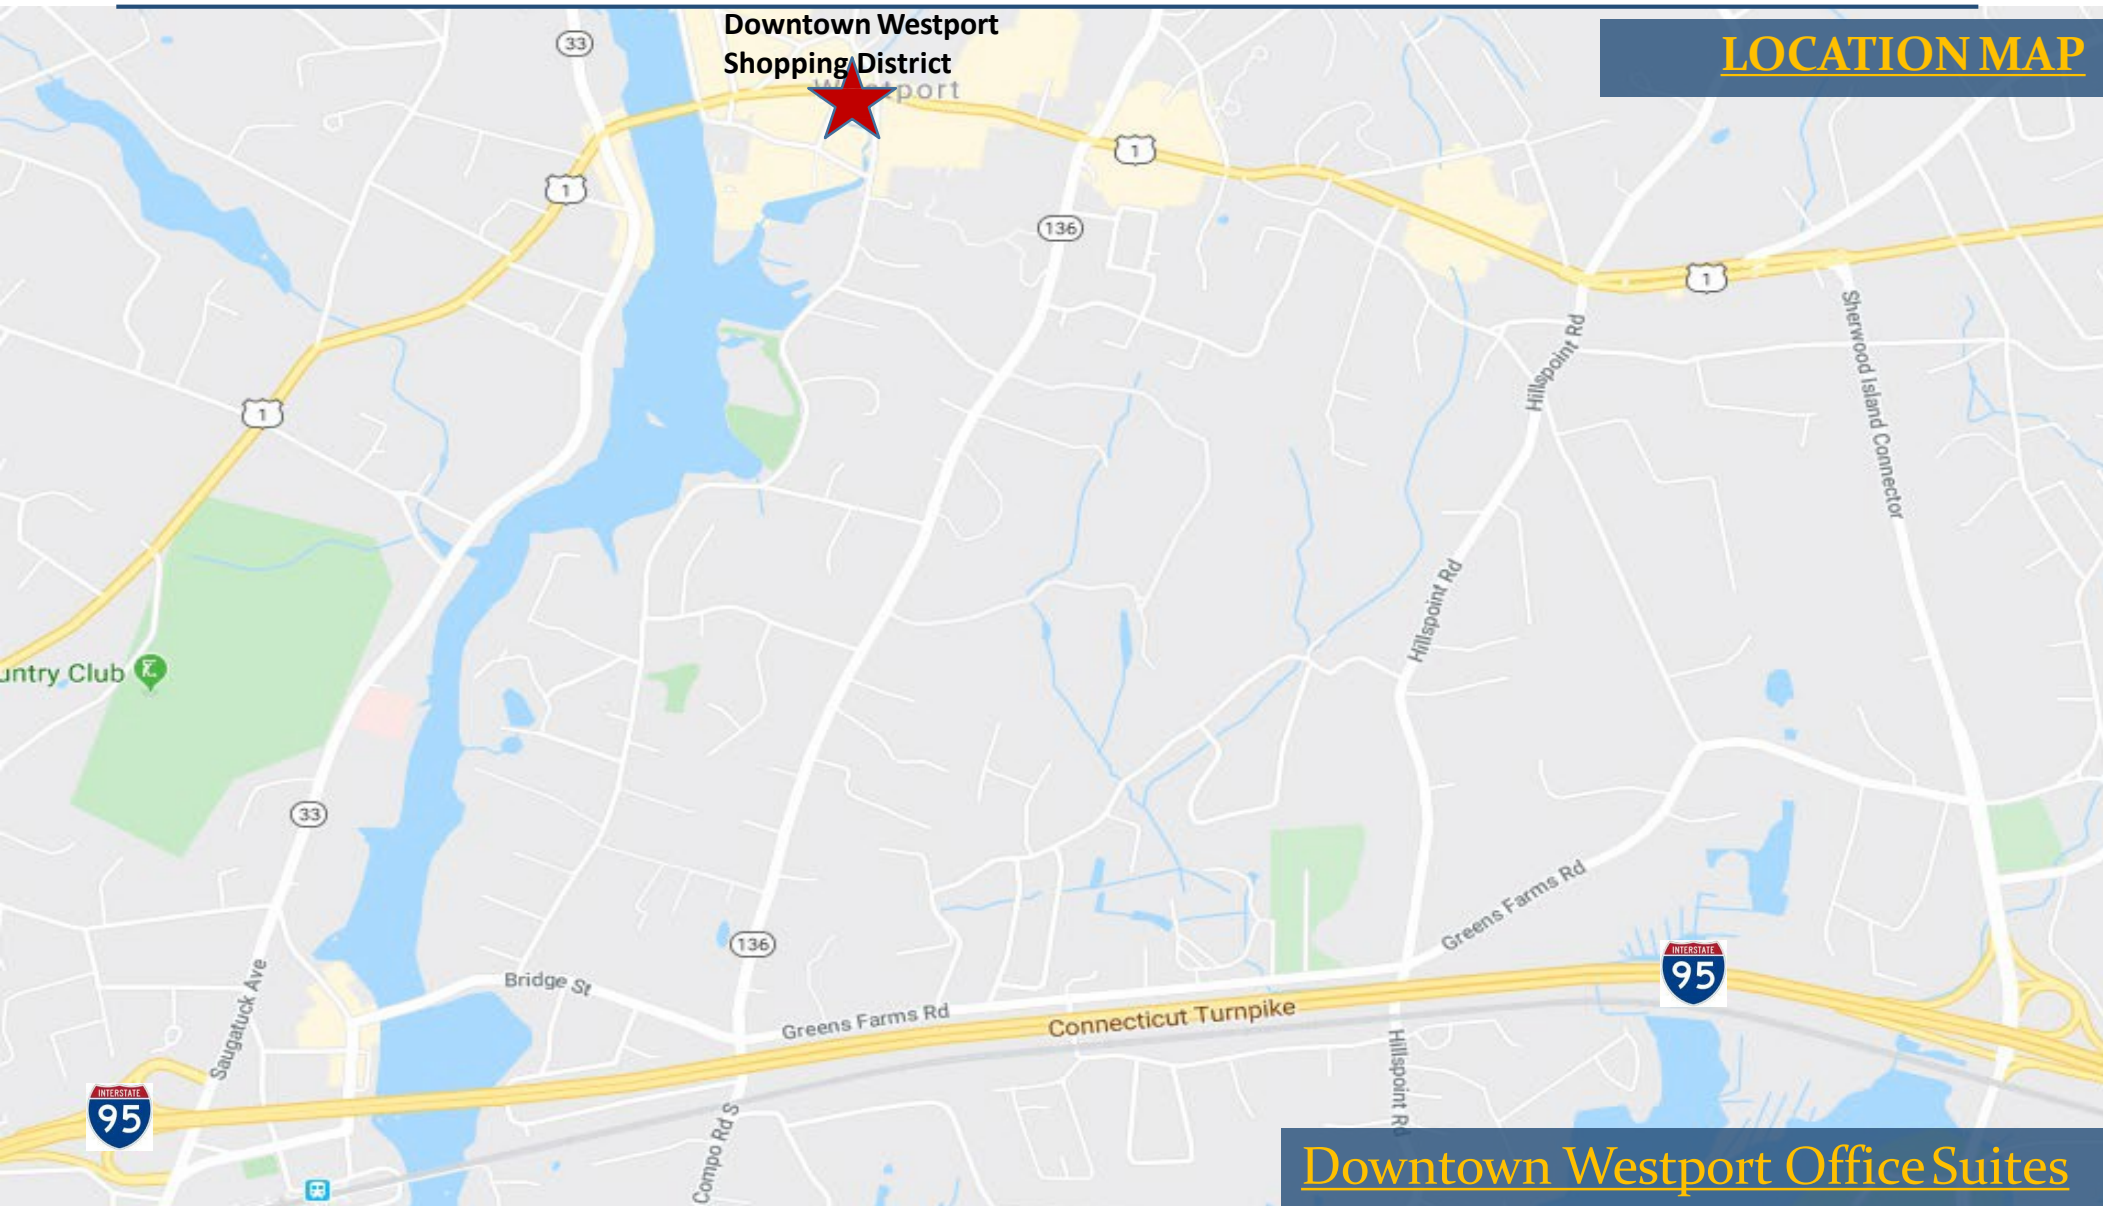 Downtown Westport
Shopping District
LOCATION MAP
33
1
1
136
1
1
Hillspoint Rd
Sherwood Island Connector
Hillspoint Rd
untry Club
33
136
Bridge St
Greens Farms Rd
Greens Farms Rd
Connecticut Turnpike
INTERSTATE
95
Saugatuck Ave
INTERSTATE
95
Compo Rd S
Hillspoint Rd
Downtown Westport Office Suites